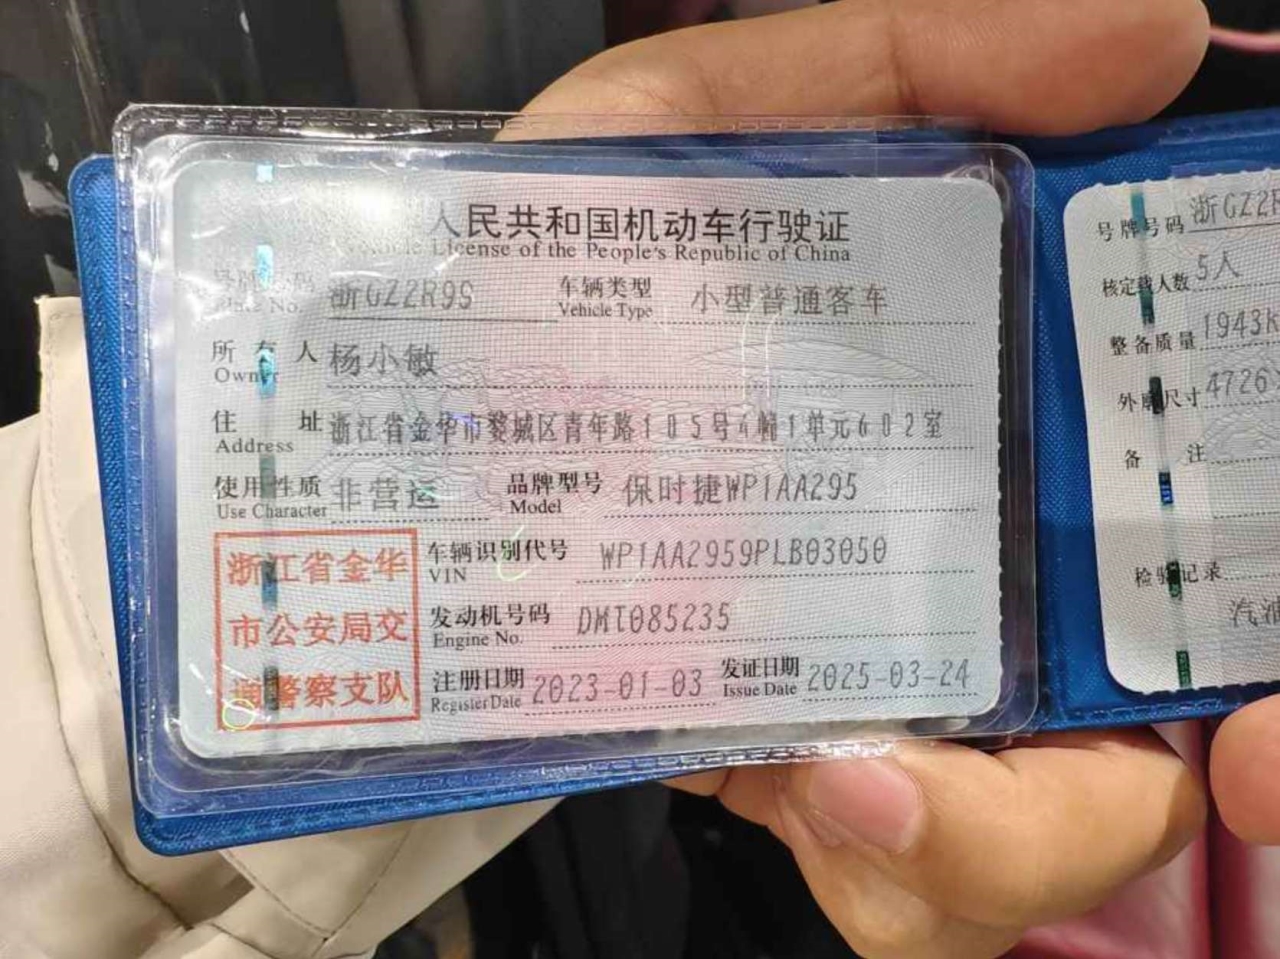 人民共和国机动车行驶证
Vehicle License of the People's Republic of China
号牌号码 浙GZ2R9S 车辆类型 小型普通客车
Plate No. Vehicle Type
所有人 杨小敏
Owner
住址 浙江省金华市婺城区青年路105号4幢1单元602室
Address
使用性质 非营运 品牌型号 保时捷WP1AA295
Use Character Model
浙江省金华
市公安局交
通警察支队
车辆识别代号 WP1AA2959PLB03050
VIN
发动机号码 DMT085235
Engine No.
注册日期 2023-01-03 发证日期 2025-03-24
Register Date Issue Date
号牌号码 浙GZ2R
核定载人数 5人
整备质量 1943k
外廓尺寸 4726
备注
检验记录
汽油